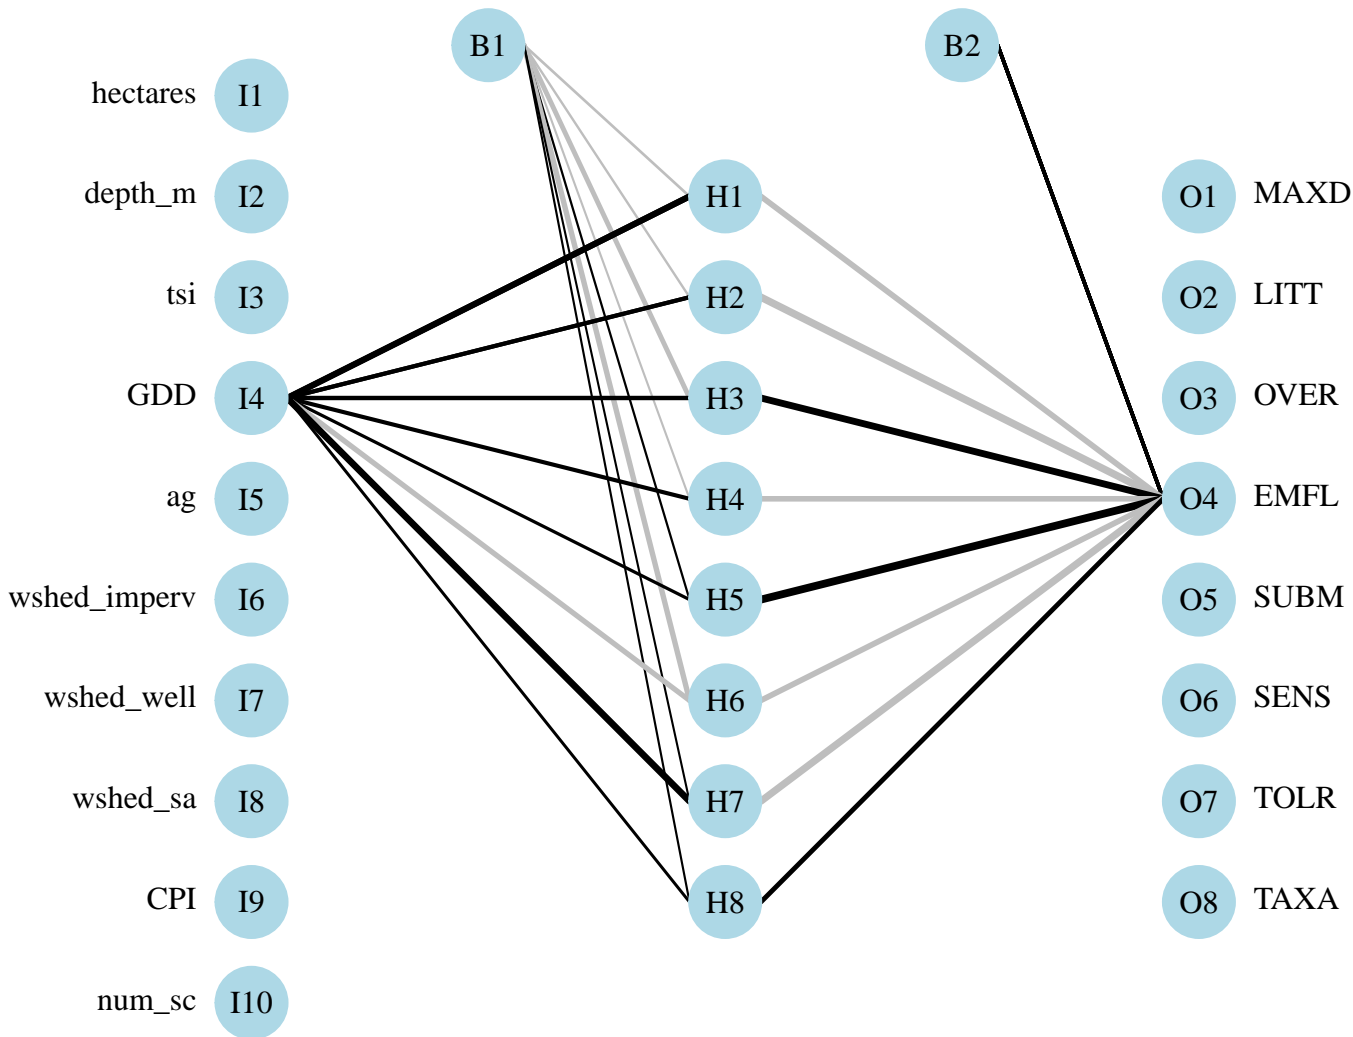 B1 B2
hectares I1
depth_m I2 H1 O1 MAXD
tsi I3 H2 O2 LITT
GDD I4 H3 O3 OVER
ag I5 H4 O4 EMFL
wshed_imperv I6 H5 O5 SUBM
wshed_well I7 H6 O6 SENS
wshed_sa I8 H7 O7 TOLR
CPI I9 H8 O8 TAXA
num_sc I10